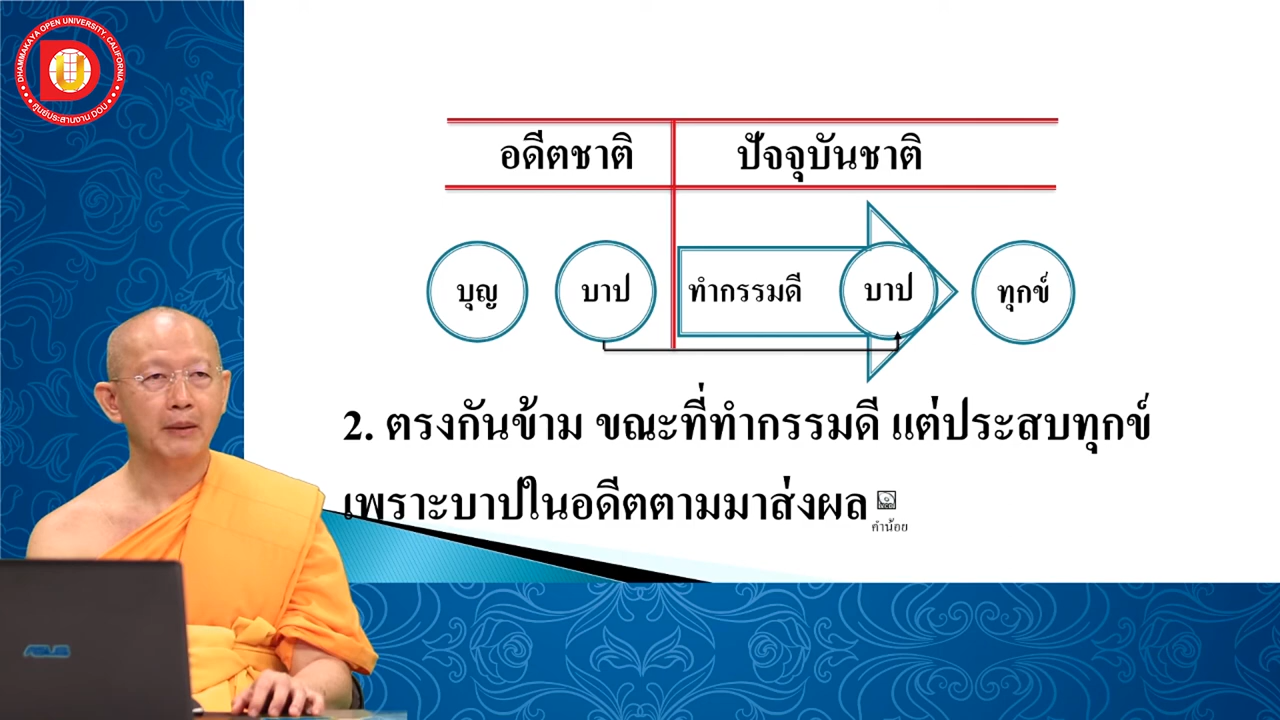 DHAMMAKAYA OPEN UNIVERSITY, CALIFORNIA
ศูนย์ประสานงาน DOU
อดีตชาติ ปัจจุบันชาติ
บุญ บาป ทำกรรมดี บาป ทุกข์
2. ตรงกันข้าม ขณะที่ทำกรรมดี แต่ประสบทุกข์
เพราะบาปในอดีตตามมาส่งผล
คำน้อย
ASUS